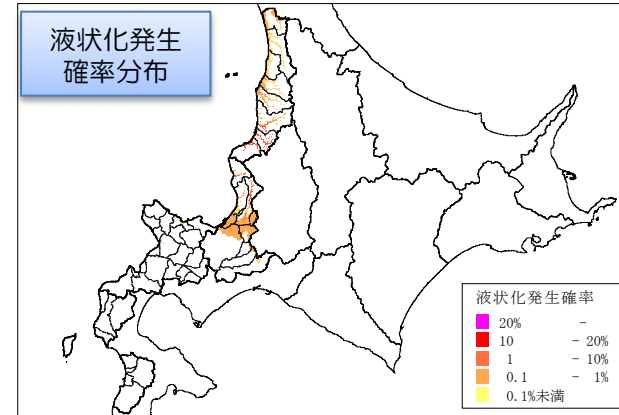 液状化発生
確率分布
液状化発生確率
20% -
10 - 20%
1 - 10%
0.1 - 1%
0.1%未満